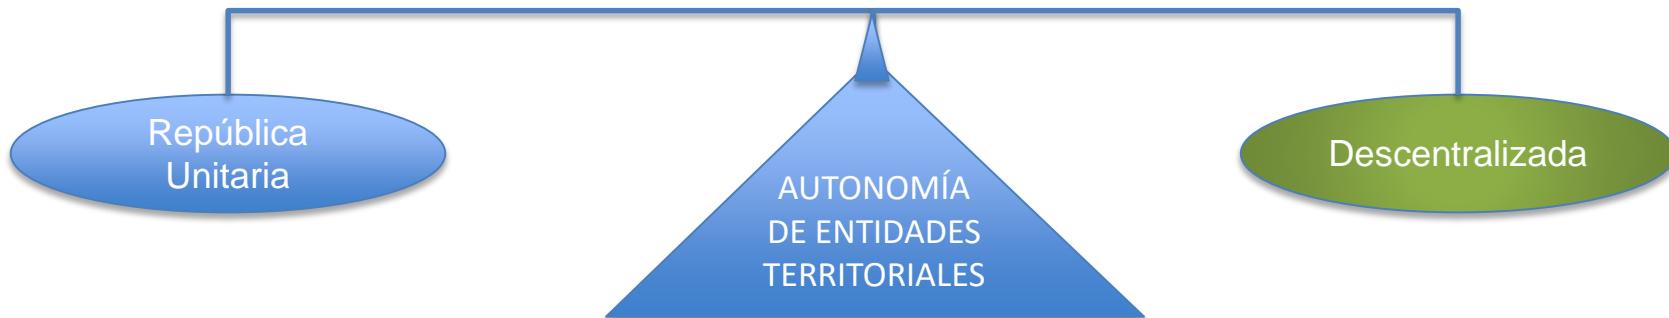 República
Unitaria
AUTONOMÍA
DE ENTIDADES
TERRITORIALES
Descentralizada